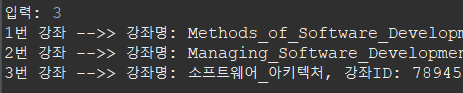 입력: 3
1번 강좌 -->> 강좌명: Methods_of_Software_Develop
2번 강좌 -->> 강좌명: Managing_Software_Developme
3번 강좌 -->> 강좌명: 소프트웨어_아키텍처, 강좌ID: 78945